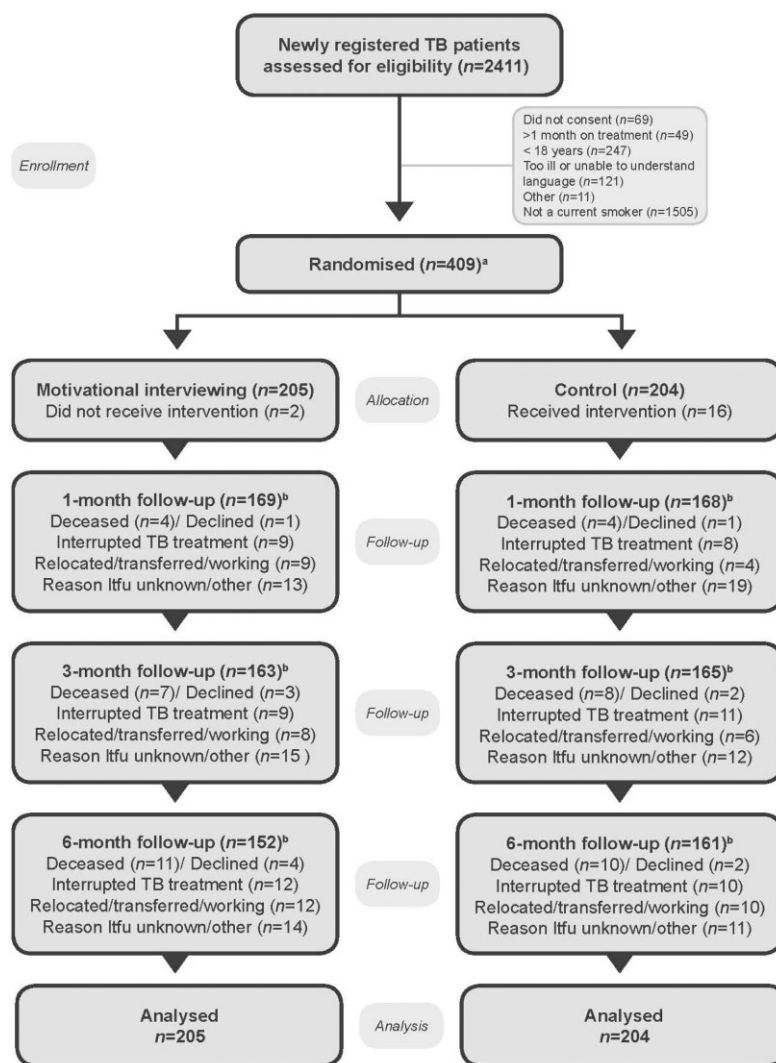 Newly registered TB patients
assessed for eligibility (n=2411)
Did not consent (n=69)
>1 month on treatment (n=49)
< 18 years (n=247)
Too ill or unable to understand
language (n=121)
Other (n=11)
Not a current smoker (n=1505)
Enrollment
Randomised (n=409)ª
Motivational interviewing (n=205)
Did not receive intervention (n=2)
Allocation
Control (n=204)
Received intervention (n=16)
1-month follow-up (n=169)ᵇ
Deceased (n=4)/ Declined (n=1)
Interrupted TB treatment (n=9)
Relocated/transferred/working (n=9)
Reason ltfu unknown/other (n=13)
Follow-up
1-month follow-up (n=168)ᵇ
Deceased (n=4)/Declined (n=1)
Interrupted TB treatment (n=8)
Relocated/transferred/working (n=4)
Reason ltfu unknown/other (n=19)
3-month follow-up (n=163)ᵇ
Deceased (n=7)/ Declined (n=3)
Interrupted TB treatment (n=9)
Relocated/transferred/working (n=8)
Reason ltfu unknown/other (n=15 )
Follow-up
3-month follow-up (n=165)ᵇ
Deceased (n=8)/ Declined (n=2)
Interrupted TB treatment (n=11)
Relocated/transferred/working (n=6)
Reason ltfu unknown/other (n=12)
6-month follow-up (n=152)ᵇ
Deceased (n=11)/ Declined (n=4)
Interrupted TB treatment (n=12)
Relocated/transferred/working (n=12)
Reason ltfu unknown/other (n=14)
Follow-up
6-month follow-up (n=161)ᵇ
Deceased (n=10)/ Declined (n=2)
Interrupted TB treatment (n=10)
Relocated/transferred/working (n=10)
Reason ltfu unknown/other (n=11)
Analysed
n=205
Analysis
Analysed
n=204